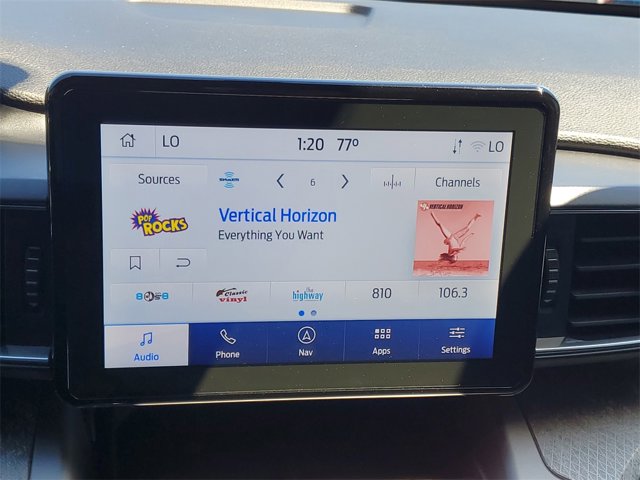 LO
1:20 77º
LO
Sources
6
Channels
POP ROCKS
Vertical Horizon
Everything You Want
VERTICAL HORIZON
Classic vinyl
the highway
810
106.3
Audio
Phone
Nav
Apps
Settings